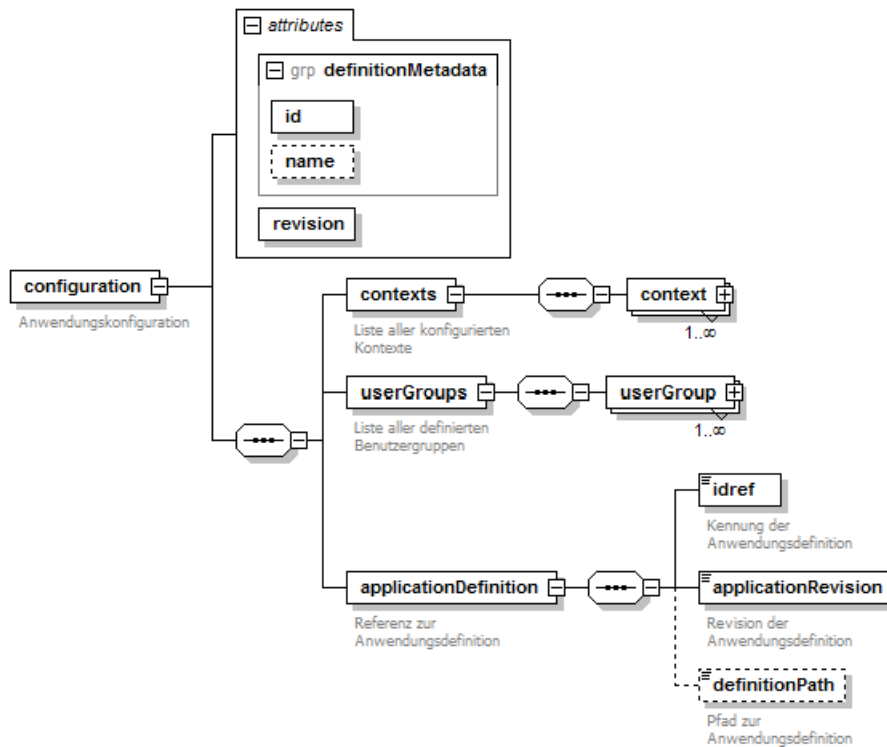 attributes
grp definitionMetadata
id
name
revision
configuration
Anwendungskonfiguration
contexts
Liste aller konfigurierten
Kontexte
context
1..∞
userGroups
Liste aller definierten
Benutzergruppen
userGroup
1..∞
applicationDefinition
Referenz zur
Anwendungsdefinition
idref
Kennung der
Anwendungsdefinition
applicationRevision
Revision der
Anwendungsdefinition
definitionPath
Pfad zur
Anwendungsdefinition